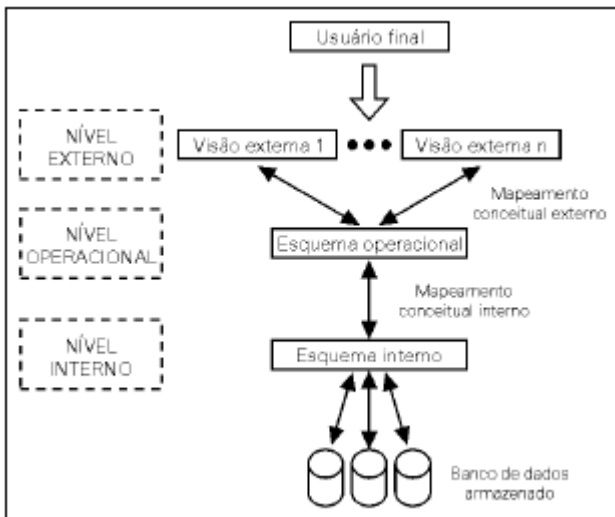 Usuário final
NÍVEL
EXTERNO
Visão externa 1
Visão externa n
Mapeamento
conceitual externo
NÍVEL
OPERACIONAL
Esquema operacional
Mapeamento
conceitual interno
NÍVEL
INTERNO
Esquema interno
Banco de dados
armazenado